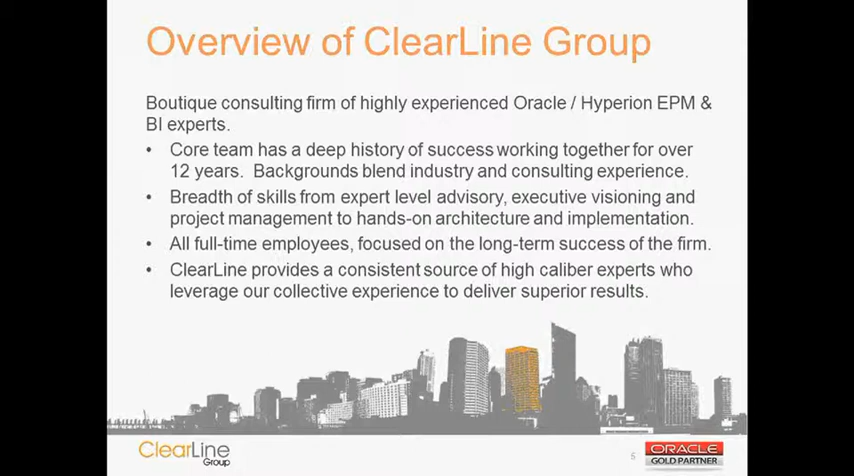 Overview of ClearLine Group
Boutique consulting firm of highly experienced Oracle / Hyperion EPM &
BI experts.
• Core team has a deep history of success working together for over
12 years.  Backgrounds blend industry and consulting experience.
• Breadth of skills from expert level advisory, executive visioning and
project management to hands-on architecture and implementation.
• All full-time employees, focused on the long-term success of the firm.
• ClearLine provides a consistent source of high caliber experts who
leverage our collective experience to deliver superior results.
ClearLine
Group
5
ORACLE
GOLD PARTNER